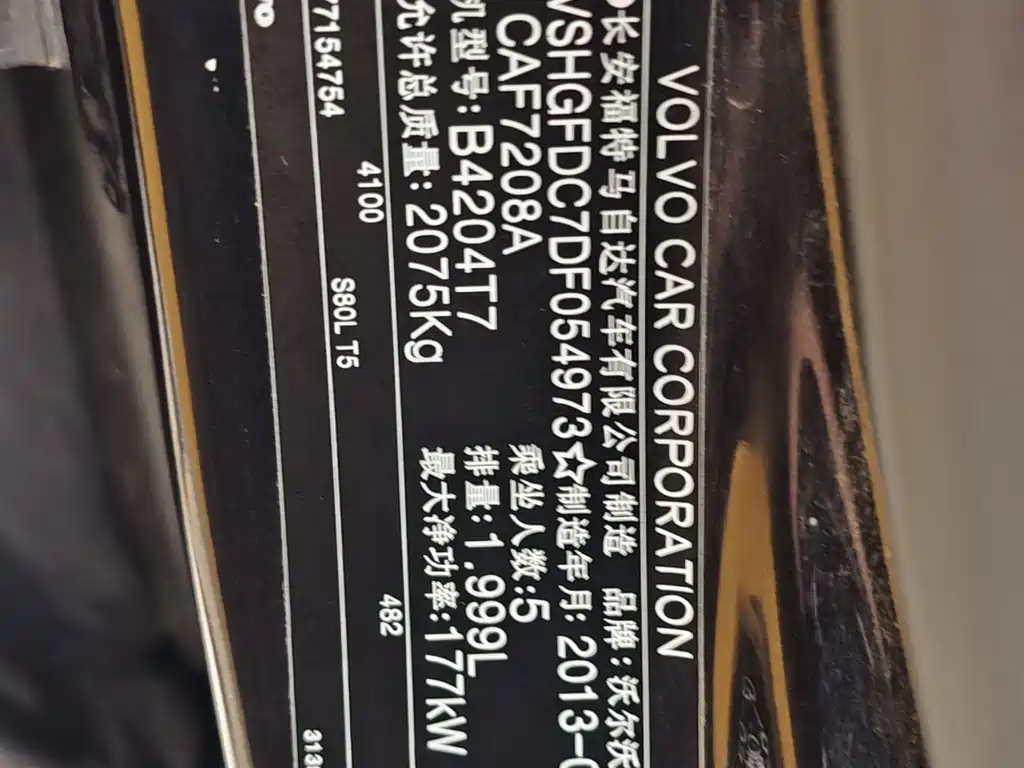 VOLVO CAR CORPORATION
长安福特马自达汽车有限公司制造 品牌:沃尔沃
VSHGFDC7DF054973☆制造年月:2013-0
CAF7208A 乘坐人数:5
机型号:B4204T7 排量:1.999L
允许总质量:2075Kg 最大净功率:177kW
4100 482
77154754 S80L T5 313